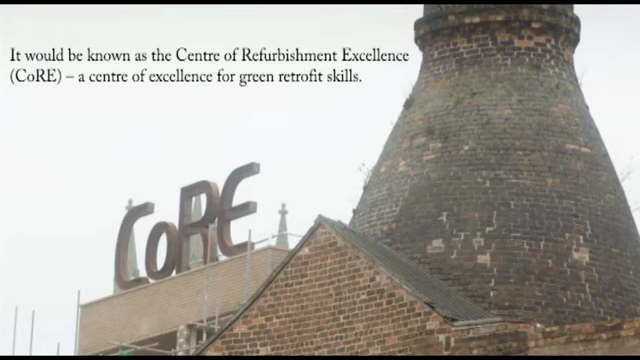 It would be known as the Centre of Refurbishment Excellence
(CoRE) – a centre of excellence for green retrofit skills.
CoRE